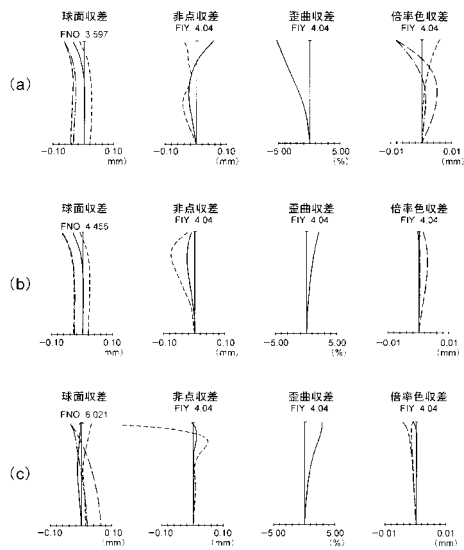 球面収差 非点収差 歪曲収差 倍率色収差
FNO 3.597 FIY 4.04 FIY 4.04 FIY 4.04
(a)
-0.10 0.10 -0.10 0.10 -5.00 5.00 -0.01 0.01
(mm) (mm) (%) (mm)
球面収差 非点収差 歪曲収差 倍率色収差
FNO 4.455 FIY 4.04 FIY 4.04 FIY 4.04
(b)
-0.10 0.10 -0.10 0.10 -5.00 5.00 -0.01 0.01
(mm) (mm) (%) (mm)
球面収差 非点収差 歪曲収差 倍率色収差
FNO 6.021 FIY 4.04 FIY 4.04 FIY 4.04
(c)
-0.10 0.10 -0.10 0.10 -5.00 5.00 -0.01 0.01
(mm) (mm) (%) (mm)